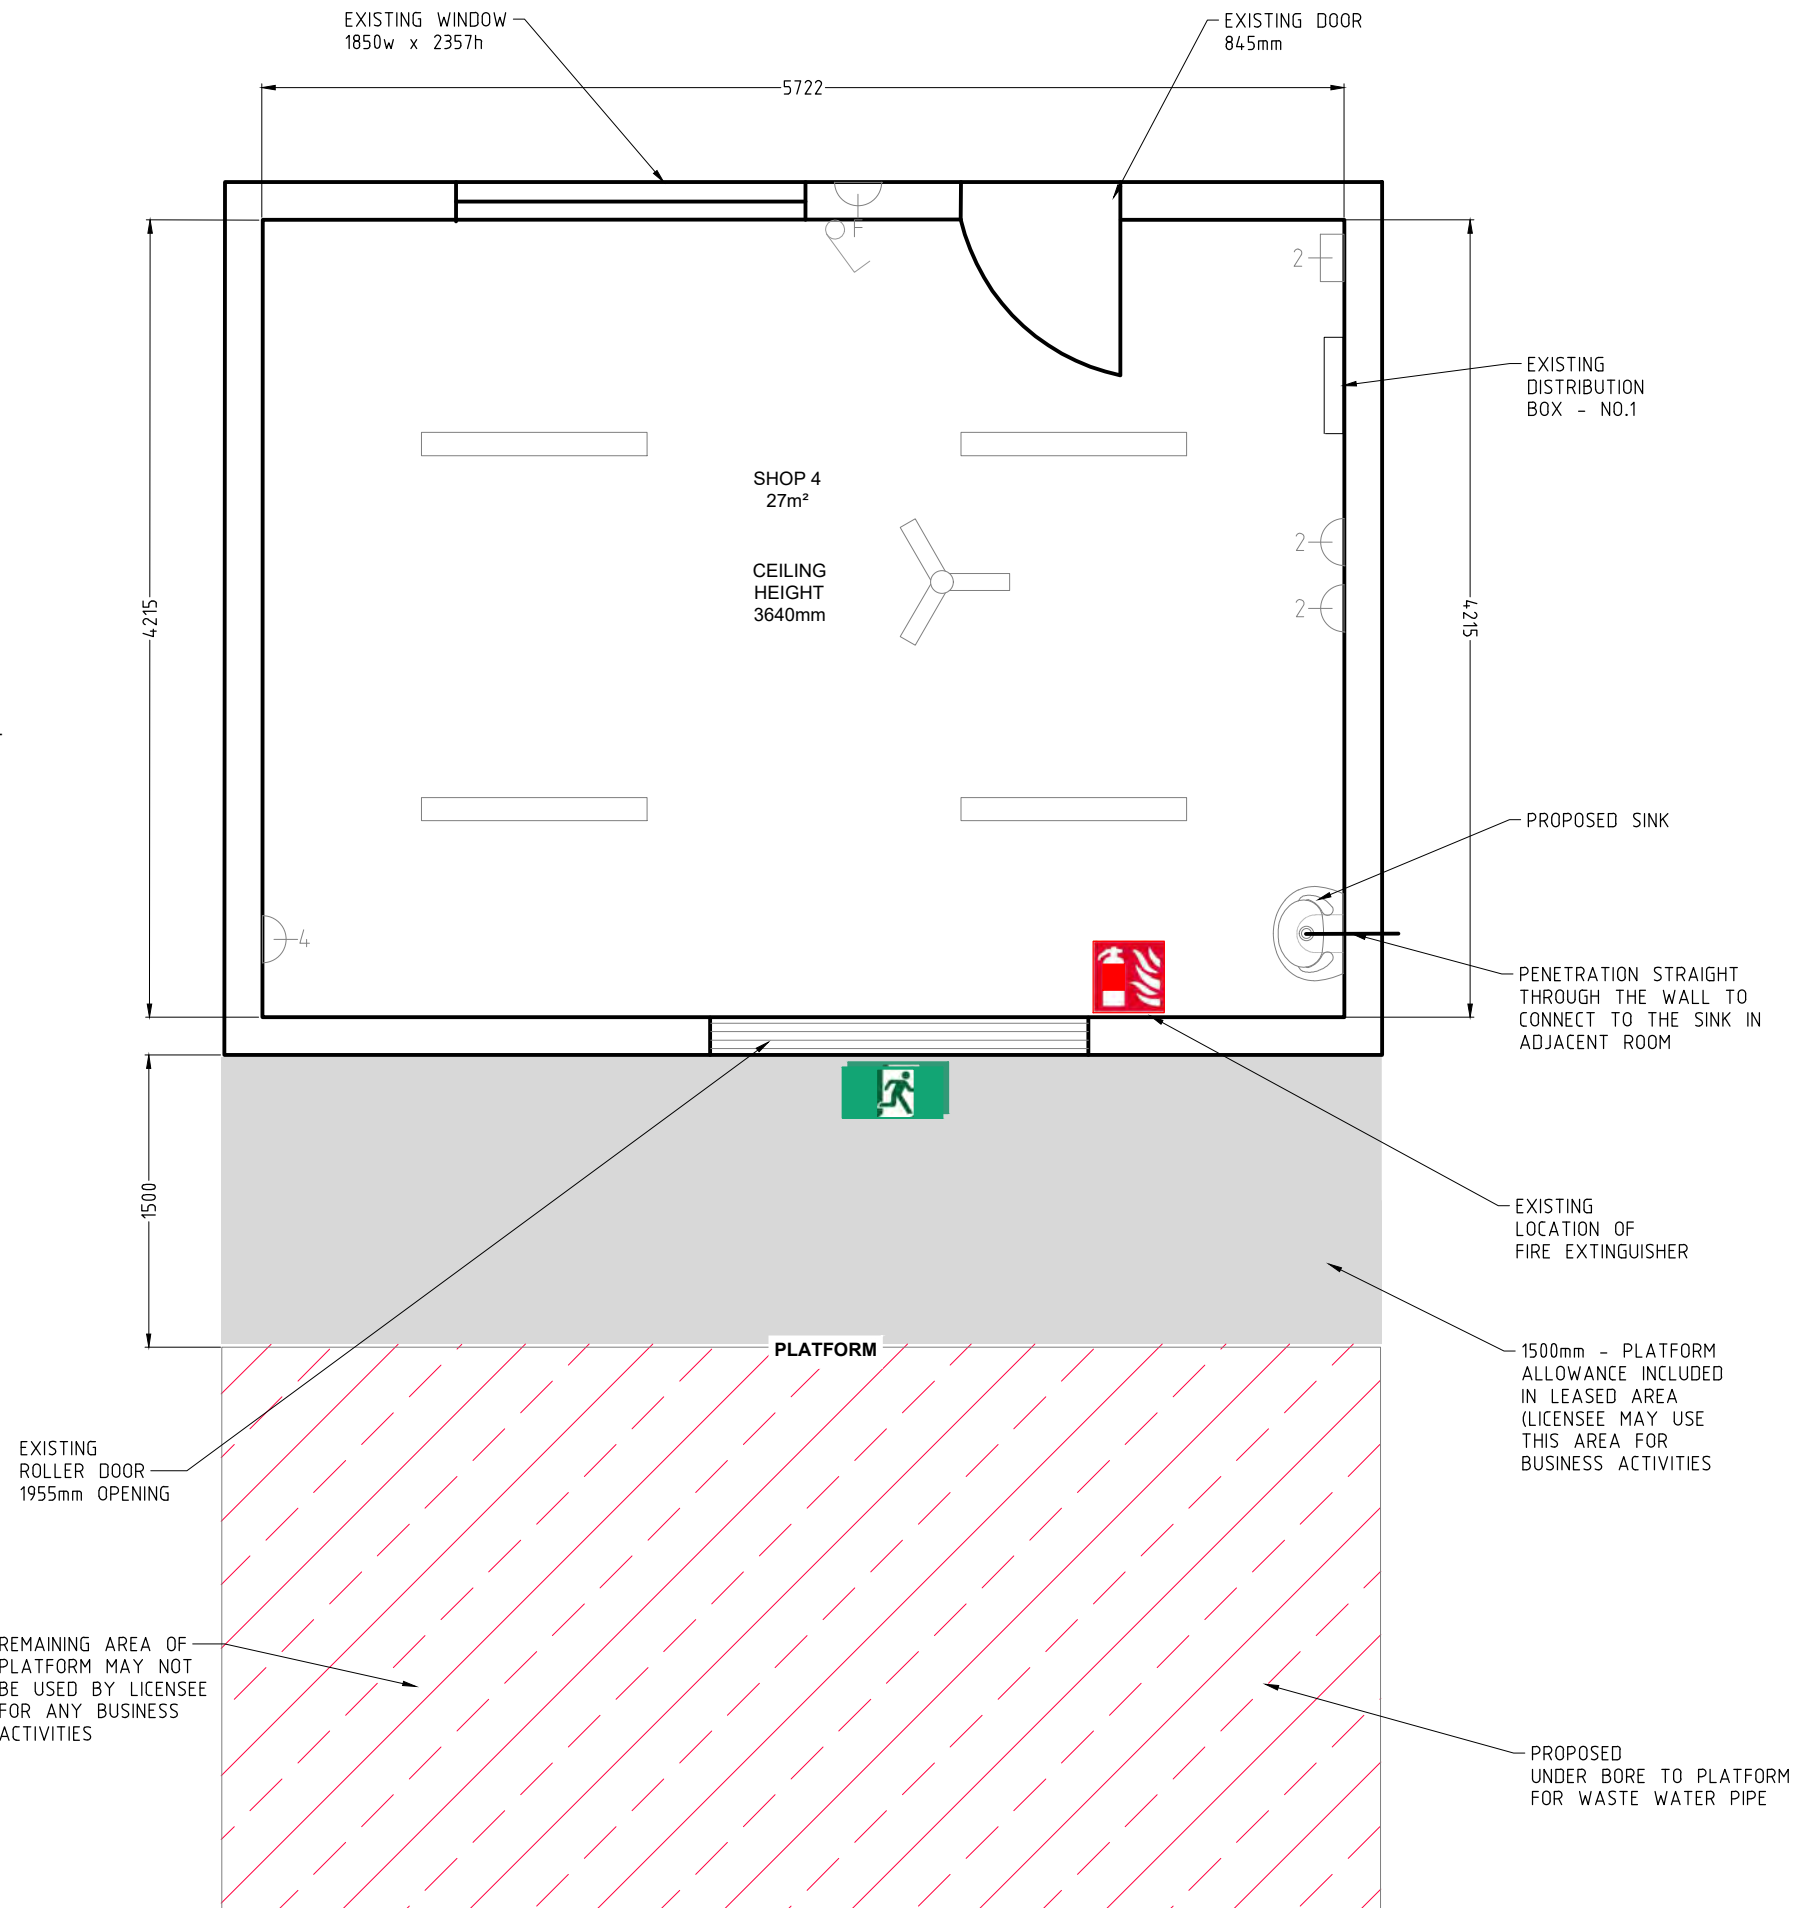 EXISTING WINDOW
1850w x 2357h
EXISTING DOOR
845mm
5722
F
2
EXISTING
DISTRIBUTION
BOX - NO.1
SHOP 4
27m²
CEILING
HEIGHT
3640mm
2
2
4215
4215
PROPOSED SINK
4
PENETRATION STRAIGHT
THROUGH THE WALL TO
CONNECT TO THE SINK IN
ADJACENT ROOM
1500
EXISTING
LOCATION OF
FIRE EXTINGUISHER
PLATFORM
1500mm - PLATFORM
ALLOWANCE INCLUDED
IN LEASED AREA
(LICENSEE MAY USE
THIS AREA FOR
BUSINESS ACTIVITIES
EXISTING
ROLLER DOOR
1955mm OPENING
REMAINING AREA OF
PLATFORM MAY NOT
BE USED BY LICENSEE
FOR ANY BUSINESS
ACTIVITIES
PROPOSED
UNDER BORE TO PLATFORM
FOR WASTE WATER PIPE